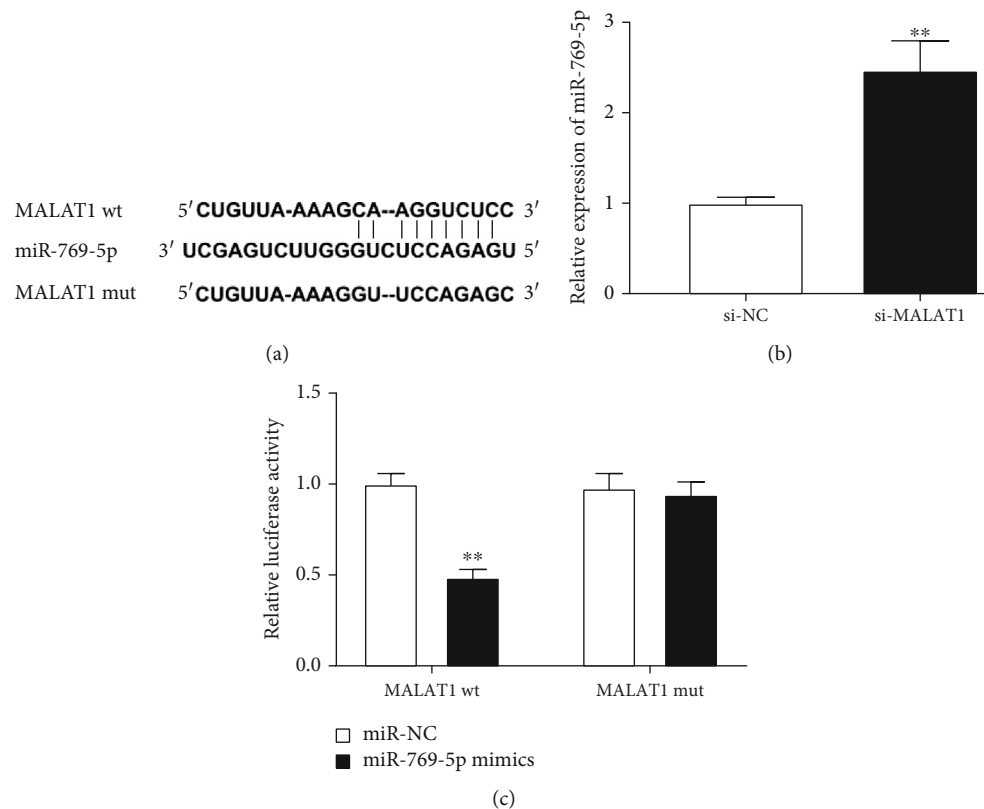 MALAT1 wt 5′ CUGUUA-AAAGCA--AGGUCUCC 3′
miR-769-5p 3′ UCGAGUCUUGGGUCUCCAGAGU 5′
MALAT1 mut 5′ CUGUUA-AAAGGU--UCCAGAGC 3′
(a)
Relative expression of miR-769-5p
3
2
1
0
**
si-NC si-MALAT1
(b)
Relative luciferase activity
1.5
1.0
0.5
0.0
**
MALAT1 wt MALAT1 mut
miR-NC
miR-769-5p mimics
(c)